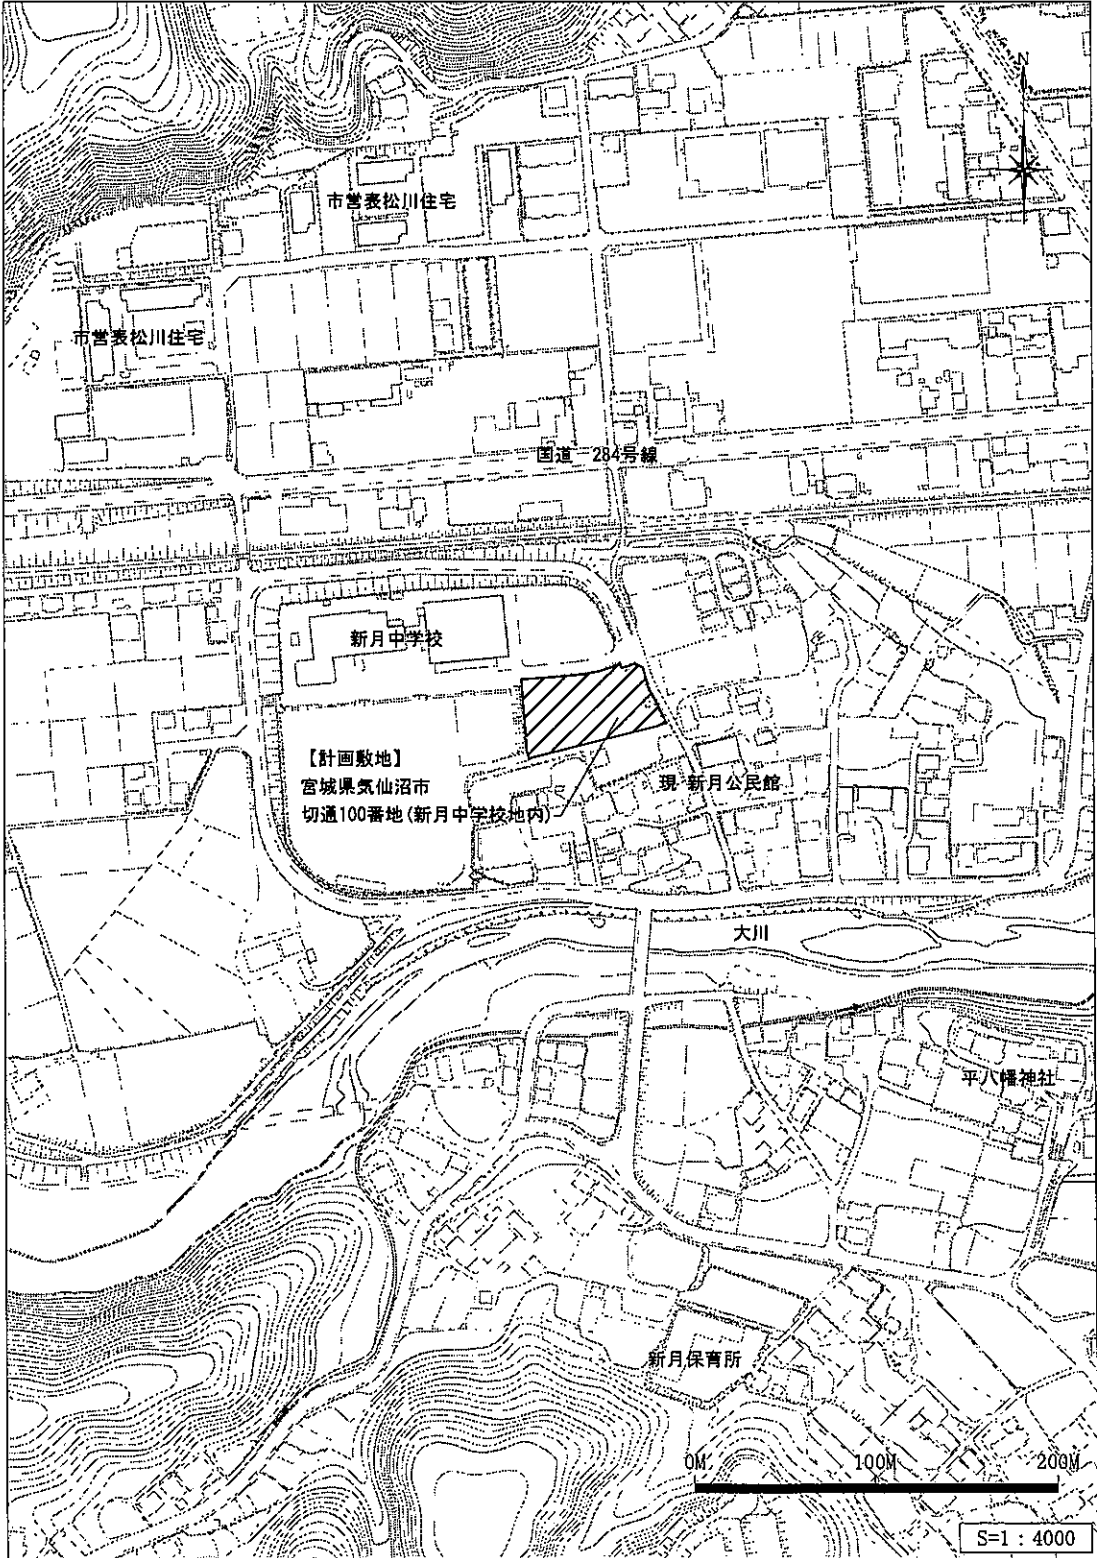 N
市営表松川住宅
市営表松川住宅
国道 284号線
新月中学校
【計画敷地】
宮城県気仙沼市
切通100番地(新月中学校地内)
現 新月公民館
大川
平八幡神社
新月保育所
0M
100M
200M
S=1 : 4000